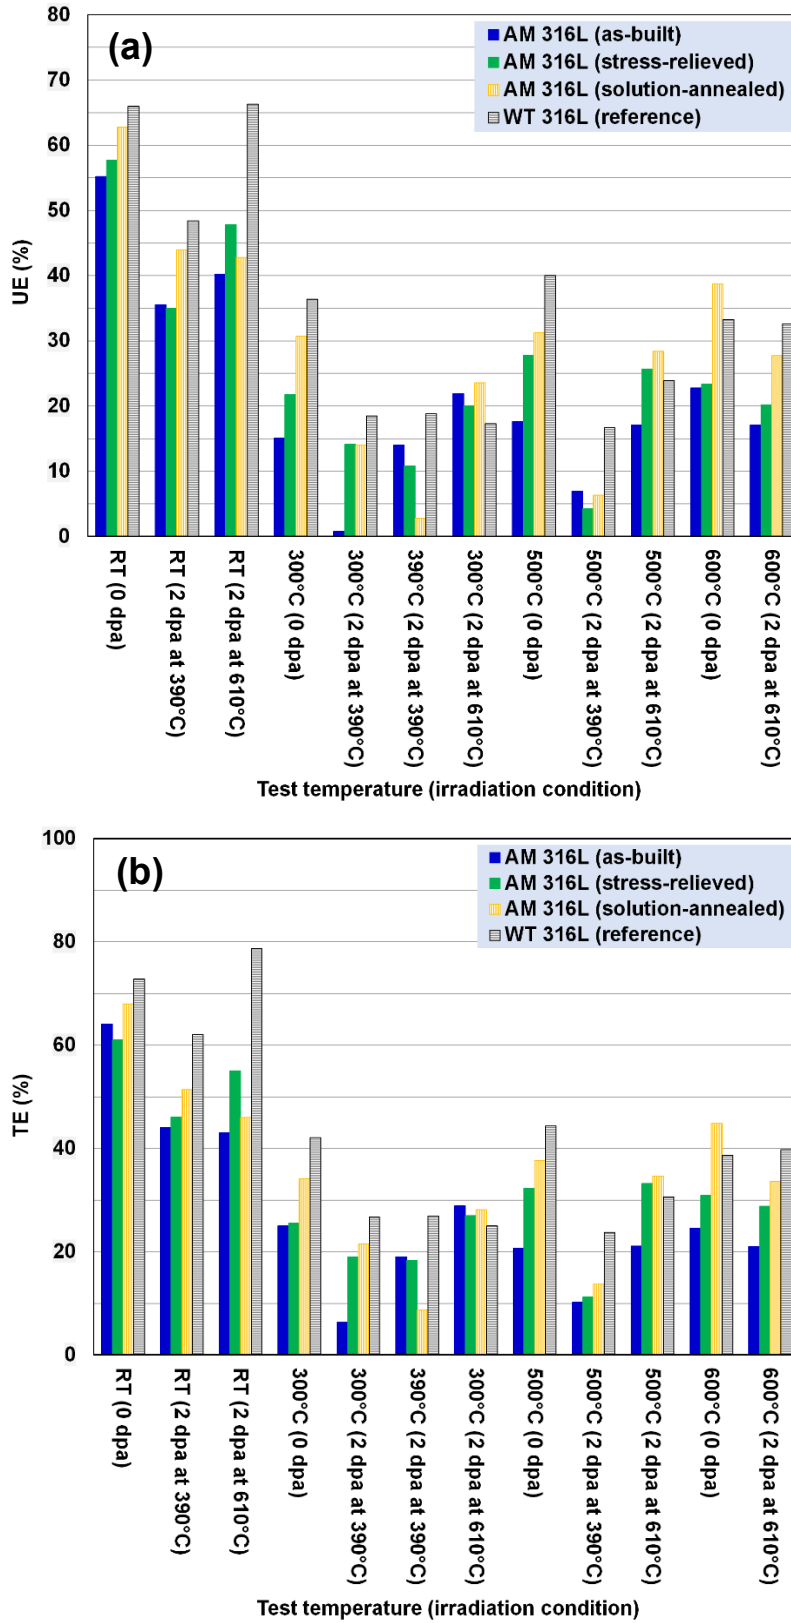 (a)
AM 316L (as-built)
AM 316L (stress-relieved)
AM 316L (solution-annealed)
WT 316L (reference)
80
70
60
50
40
30
20
10
0
UE (%)
RT (0 dpa)
RT (2 dpa at 390°C)
RT (2 dpa at 610°C)
300°C (0 dpa)
300°C (2 dpa at 390°C)
390°C (2 dpa at 390°C)
300°C (2 dpa at 610°C)
500°C (0 dpa)
500°C (2 dpa at 390°C)
500°C (2 dpa at 610°C)
600°C (0 dpa)
600°C (2 dpa at 610°C)
Test temperature (irradiation condition)
(b)
AM 316L (as-built)
AM 316L (stress-relieved)
AM 316L (solution-annealed)
WT 316L (reference)
100
80
60
40
20
0
TE (%)
RT (0 dpa)
RT (2 dpa at 390°C)
RT (2 dpa at 610°C)
300°C (0 dpa)
300°C (2 dpa at 390°C)
390°C (2 dpa at 390°C)
300°C (2 dpa at 610°C)
500°C (0 dpa)
500°C (2 dpa at 390°C)
500°C (2 dpa at 610°C)
600°C (0 dpa)
600°C (2 dpa at 610°C)
Test temperature (irradiation condition)